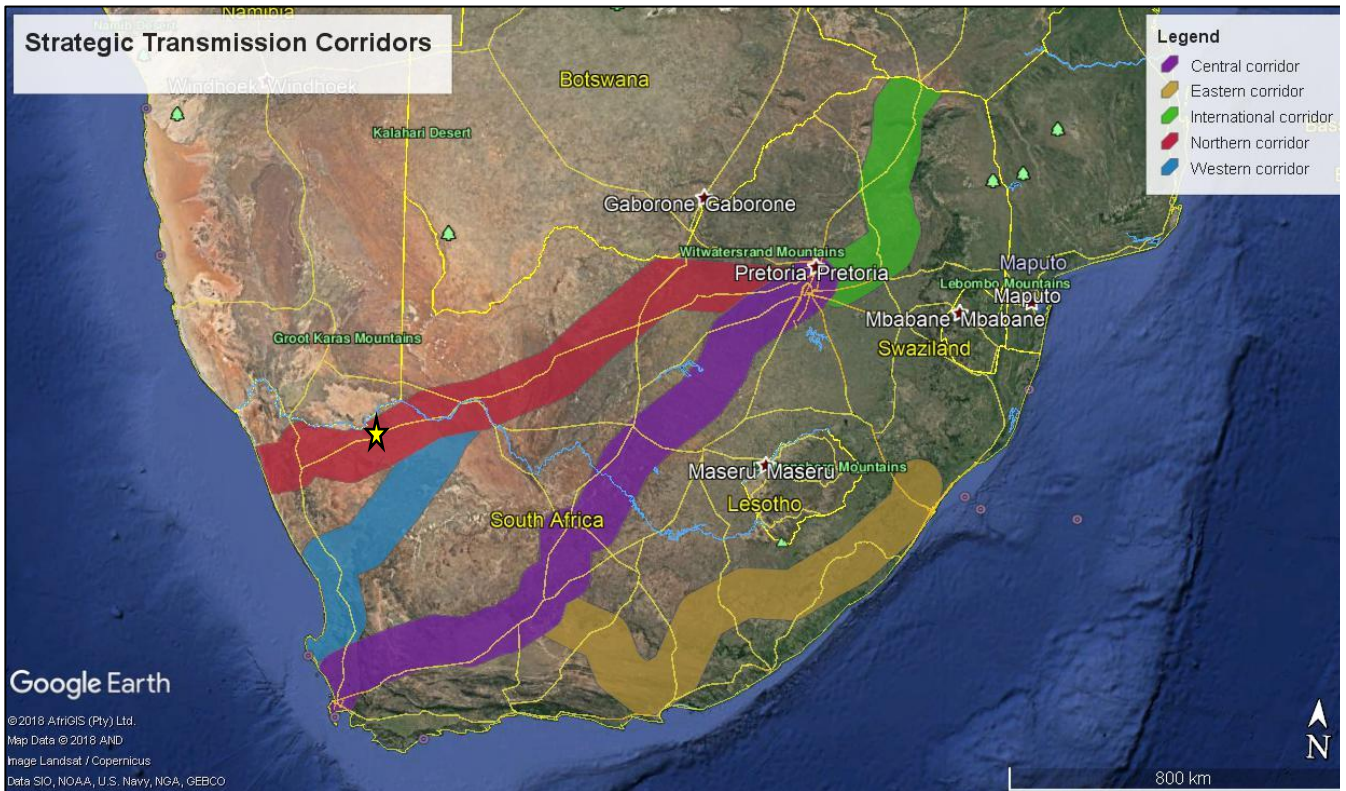 Strategic Transmission Corridors
Namibia
Windhoek Windhoek
Botswana
Kalahari Desert
Gaborone Gaborone
Witwatersrand Mountains
Pretoria Pretoria
Maputo
Lebombo Mountains
Maputo
Mbabane Mbabane
Swaziland
Groot Karas Mountains
Maseru Maseru
Mountains
Lesotho
South Africa
Legend
Central corridor
Eastern corridor
International corridor
Northern corridor
Western corridor
Google Earth
©2018 AfriGIS (Pty) Ltd.
Map Data © 2018 AND
Image Landsat / Copernicus
Data SIO, NOAA, U.S. Navy, NGA, GEBCO
N
800 km